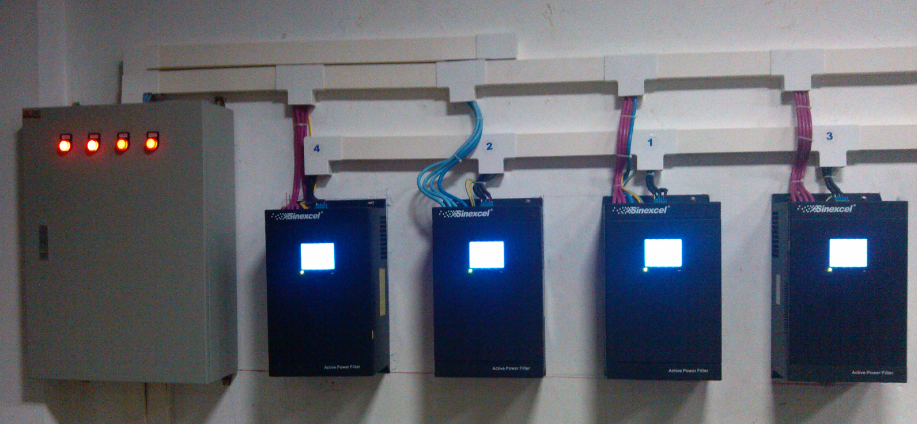 4
2
1
3
Sinexcel
Sinexcel
Sinexcel
Sinexcel
Active Power Filter
Active Power Filter
Active Power Filter
Active Power Filter